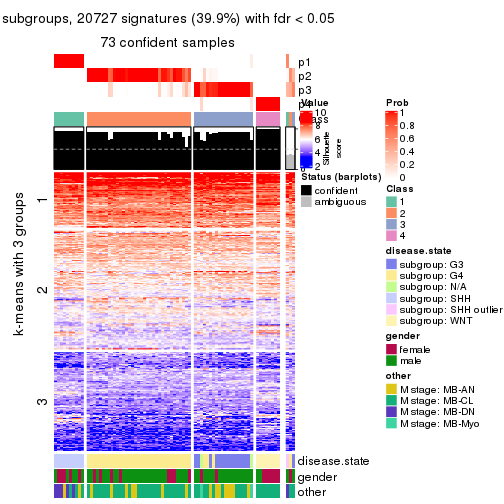 subgroups, 20727 signatures (39.9%) with fdr < 0.05
73 confident samples
p1
p2
p3
p4
Class
k-means with 3 groups
1
2
3
disease.state
gender
other
Value
10
8
6
4
2
Silhouette
score
Status (barplots)
confident
ambiguous
Prob
1
0.8
0.6
0.4
0.2
0
Class
1
2
3
4
disease.state
subgroup: G3
subgroup: G4
subgroup: N/A
subgroup: SHH
subgroup: SHH outlier
subgroup: WNT
gender
female
male
other
M stage: MB-AN
M stage: MB-CL
M stage: MB-DN
M stage: MB-Myo